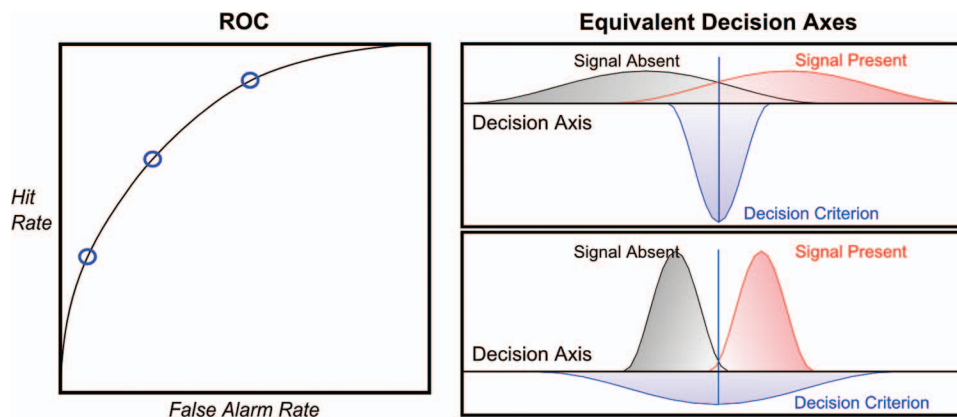 ROC
Hit
Rate
False Alarm Rate
Equivalent Decision Axes
Signal Absent
Signal Present
Decision Axis
Decision Criterion
Signal Absent
Signal Present
Decision Axis
Decision Criterion